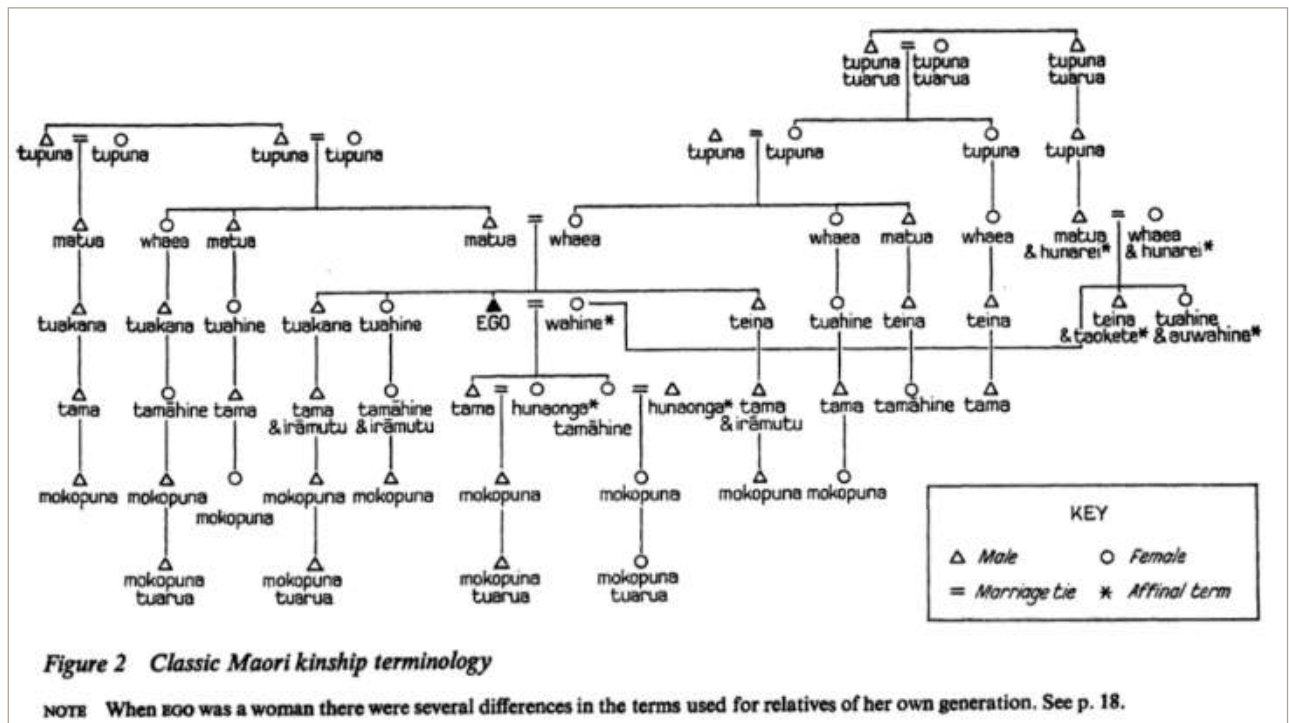 tupuna tupuna tupuna
tuarua tuarua tuarua
tupuna tupuna tupuna tupuna tupuna tupuna tupuna tupuna
matua whaea matua matua whaea whaea matua whaea matua whaea
& hunarei* & hunarei*
tuakana tuakana tuahine tuakana tuahine EGO wahine* teina tuahine teina teina teina tuahine
& taokete* & auwahine*
tama tamāhine tama tama tamāhine tama hunaonga* hunaonga* tama tama tamāhine tama
& irāmutu & irāmutu tamāhine & irāmutu
mokopuna mokopuna mokopuna mokopuna mokopuna mokopuna mokopuna mokopuna
mokopuna
mokopuna mokopuna mokopuna mokopuna
tuarua tuarua tuarua tuarua
KEY
Male Female
= Marriage tie * Affinal term
Figure 2 Classic Maori kinship terminology
NOTE When EGO was a woman there were several differences in the terms used for relatives of her own generation. See p. 18.